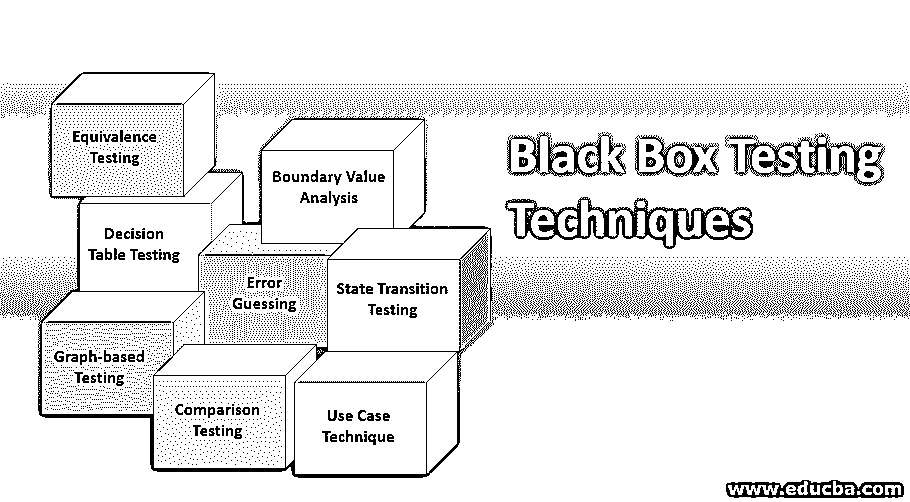 Equivalence
Testing
Boundary Value
Analysis
Black Box Testing
Techniques
Decision
Table Testing
Error
Guessing
State Transition
Testing
Graph-based
Testing
Comparison
Testing
Use Case
Technique
www.educba.com